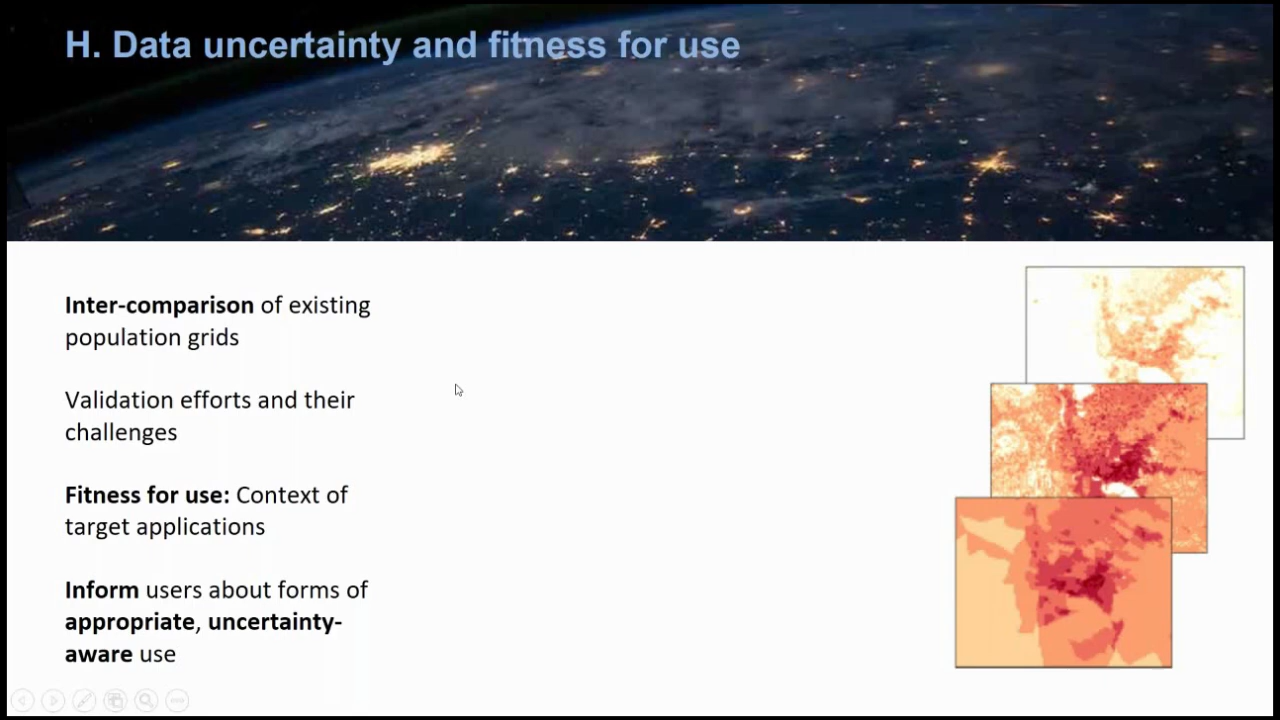 H. Data uncertainty and fitness for use
Inter-comparison of existing
population grids
Validation efforts and their
challenges
Fitness for use: Context of
target applications
Inform users about forms of
appropriate, uncertainty-
aware use